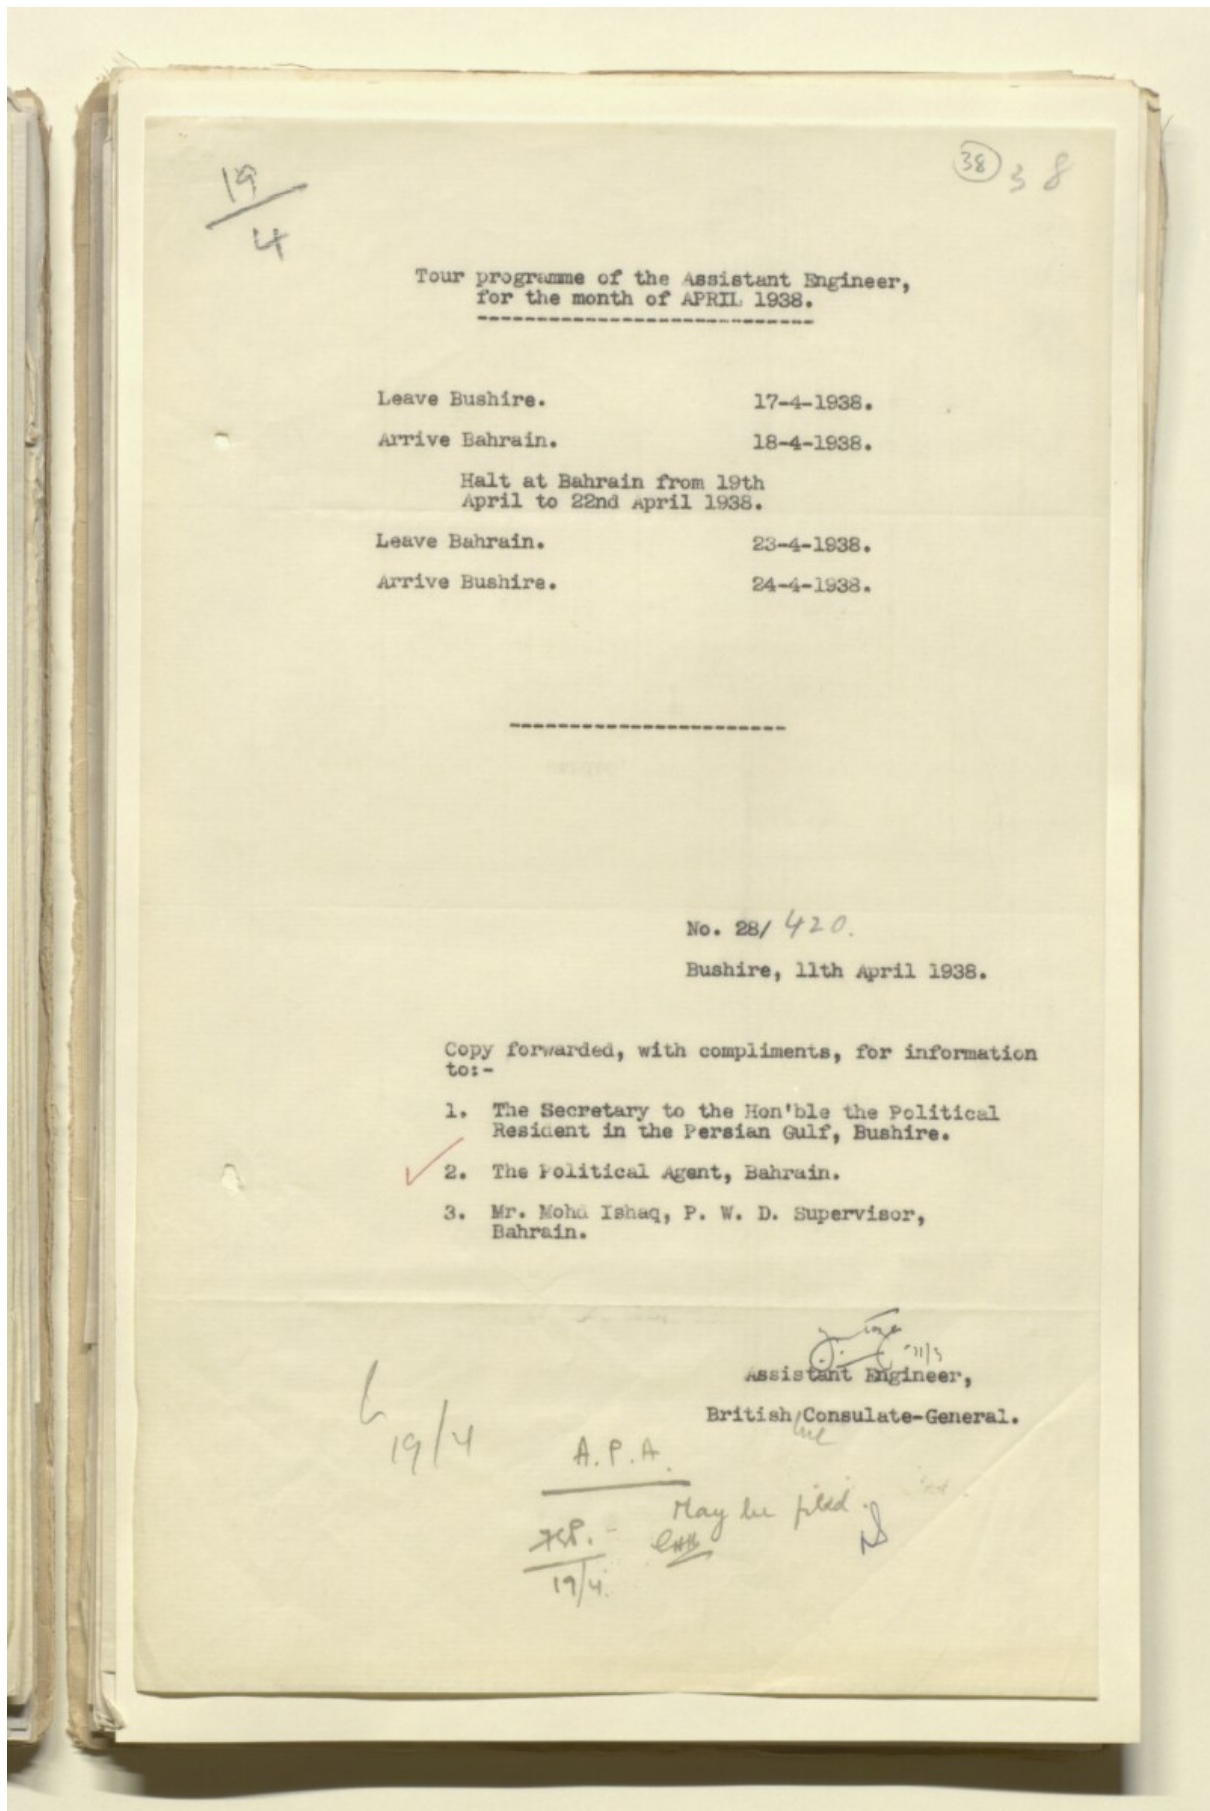 19
4
38 38
Tour programme of the Assistant Engineer,
for the month of APRIL 1938.
Leave Bushire. 17-4-1938.
Arrive Bahrain. 18-4-1938.
Halt at Bahrain from 19th
April to 22nd April 1938.
Leave Bahrain. 23-4-1938.
Arrive Bushire. 24-4-1938.
No. 28/ 420.
Bushire, 11th April 1938.
Copy forwarded, with compliments, for information
to:-
1. The Secretary to the Hon'ble the Political
Resident in the Persian Gulf, Bushire.
2. The Political Agent, Bahrain.
3. Mr. Mohd Ishaq, P. W. D. Supervisor,
Bahrain.
Assistant Engineer,
British Consulate-General.
19/4
A.P.A.
May be filed.
19/4.